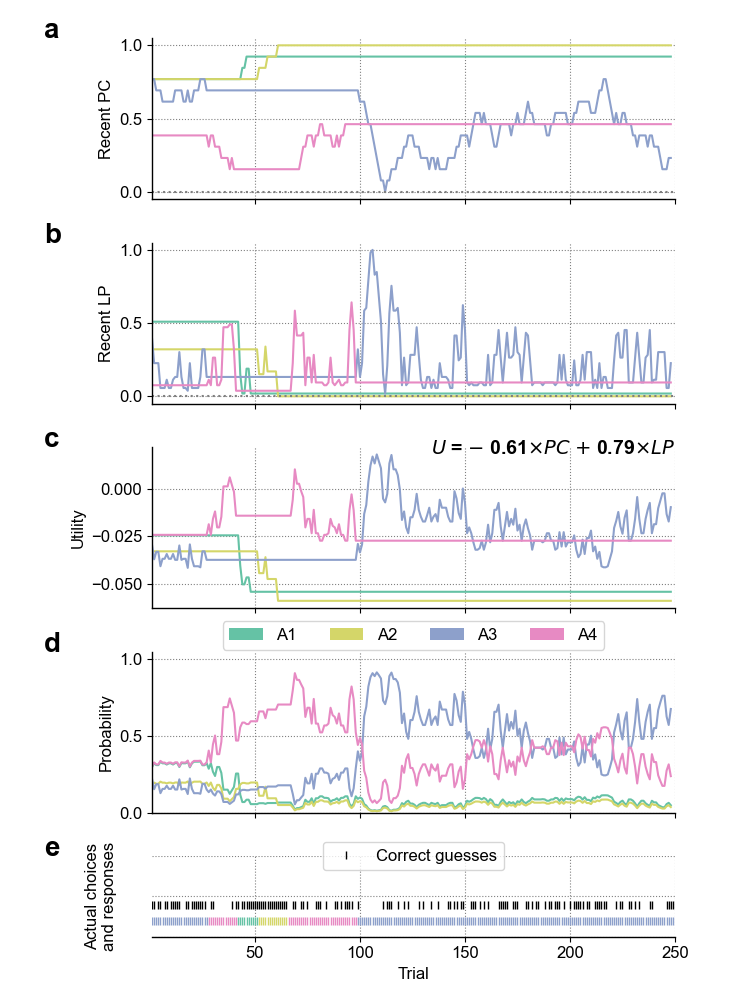 a
1.0
0.5
0.0
Recent PC
b
1.0
0.5
0.0
Recent LP
c
U = − 0.61×PC + 0.79×LP
0.000
−0.025
−0.050
Utility
A1 A2 A3 A4
d
1.0
0.5
0.0
Probability
e
Correct guesses
Actual choices
and responses
50 100 150 200 250
Trial